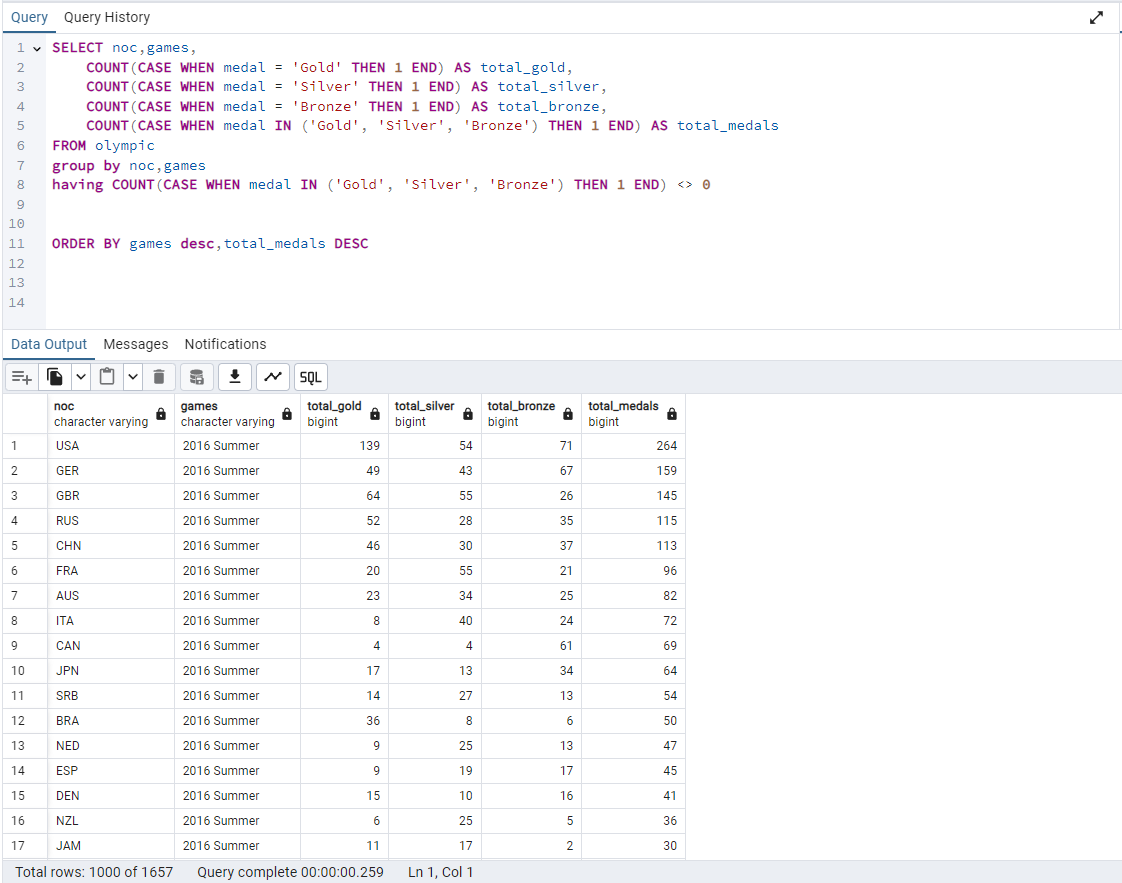 Query Query History
1 SELECT noc,games,
2 COUNT(CASE WHEN medal = 'Gold' THEN 1 END) AS total_gold,
3 COUNT(CASE WHEN medal = 'Silver' THEN 1 END) AS total_silver,
4 COUNT(CASE WHEN medal = 'Bronze' THEN 1 END) AS total_bronze,
5 COUNT(CASE WHEN medal IN ('Gold', 'Silver', 'Bronze') THEN 1 END) AS total_medals
6 FROM olympic
7 group by noc,games
8 having COUNT(CASE WHEN medal IN ('Gold', 'Silver', 'Bronze') THEN 1 END) <> 0
9
10
11 ORDER BY games desc,total_medals DESC
12
13
14
Data Output Messages Notifications
SQL
noc games total_gold total_silver total_bronze total_medals
character varying character varying bigint bigint bigint bigint
1 USA 2016 Summer 139 54 71 264
2 GER 2016 Summer 49 43 67 159
3 GBR 2016 Summer 64 55 26 145
4 RUS 2016 Summer 52 28 35 115
5 CHN 2016 Summer 46 30 37 113
6 FRA 2016 Summer 20 55 21 96
7 AUS 2016 Summer 23 34 25 82
8 ITA 2016 Summer 8 40 24 72
9 CAN 2016 Summer 4 4 61 69
10 JPN 2016 Summer 17 13 34 64
11 SRB 2016 Summer 14 27 13 54
12 BRA 2016 Summer 36 8 6 50
13 NED 2016 Summer 9 25 13 47
14 ESP 2016 Summer 9 19 17 45
15 DEN 2016 Summer 15 10 16 41
16 NZL 2016 Summer 6 25 5 36
17 JAM 2016 Summer 11 17 2 30
Total rows: 1000 of 1657 Query complete 00:00:00.259 Ln 1, Col 1